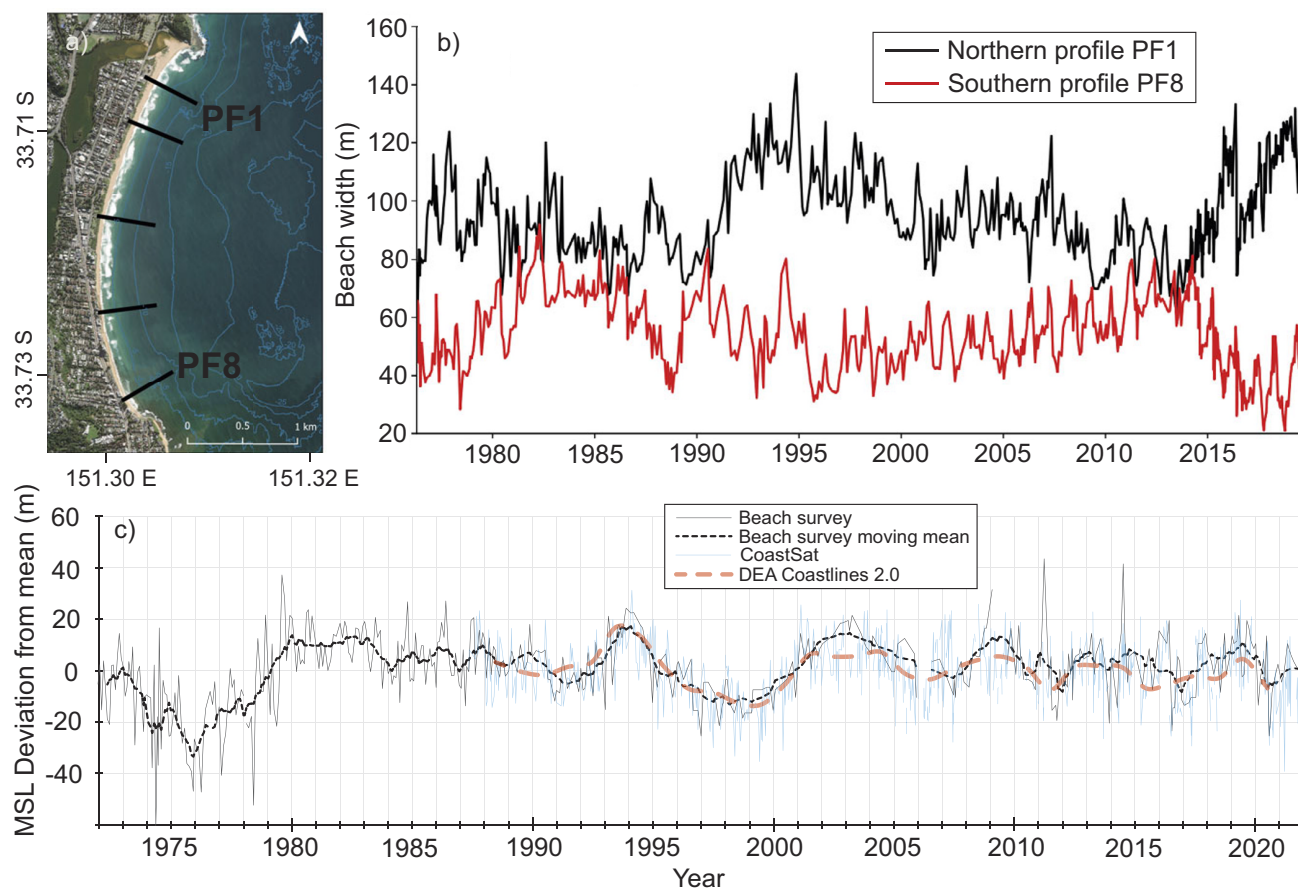 a)
PF1
PF8
0 0.5 1 km
33.71 S
33.73 S
151.30 E 151.32 E
b)
Northern profile PF1
Southern profile PF8
Beach width (m)
160
140
120
100
80
60
40
20
1980 1985 1990 1995 2000 2005 2010 2015
c)
Beach survey
Beach survey moving mean
CoastSat
DEA Coastlines 2.0
MSL Deviation from mean (m)
60
40
20
0
-20
-40
1975 1980 1985 1990 1995 2000 2005 2010 2015 2020
Year